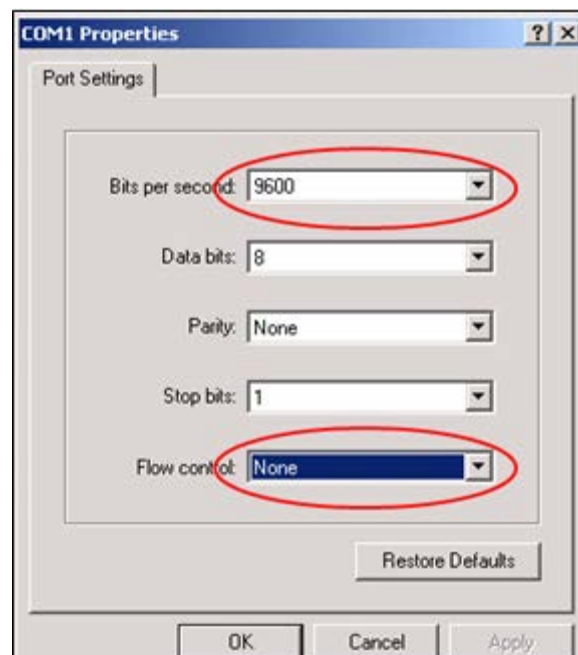 COM1 Properties
Port Settings
Bits per second: 9600
Data bits: 8
Parity: None
Stop bits: 1
Flow control: None
Restore Defaults
OK Cancel Apply